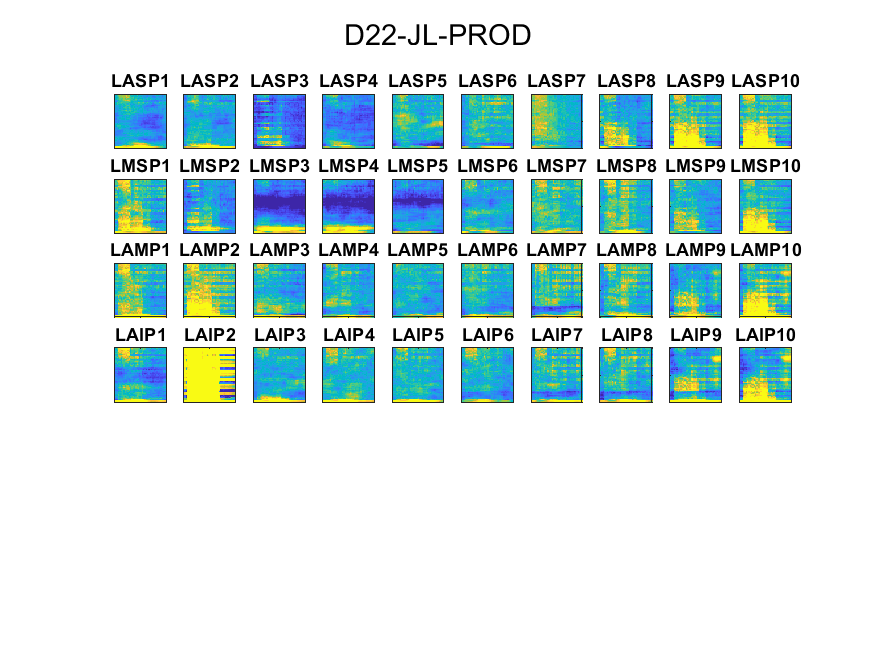 D22-JL-PROD
LASP1 LASP2 LASP3 LASP4 LASP5 LASP6 LASP7 LASP8 LASP9 LASP10
LMSP1 LMSP2 LMSP3 LMSP4 LMSP5 LMSP6 LMSP7 LMSP8 LMSP9 LMSP10
LAMP1 LAMP2 LAMP3 LAMP4 LAMP5 LAMP6 LAMP7 LAMP8 LAMP9 LAMP10
LAIP1 LAIP2 LAIP3 LAIP4 LAIP5 LAIP6 LAIP7 LAIP8 LAIP9 LAIP10